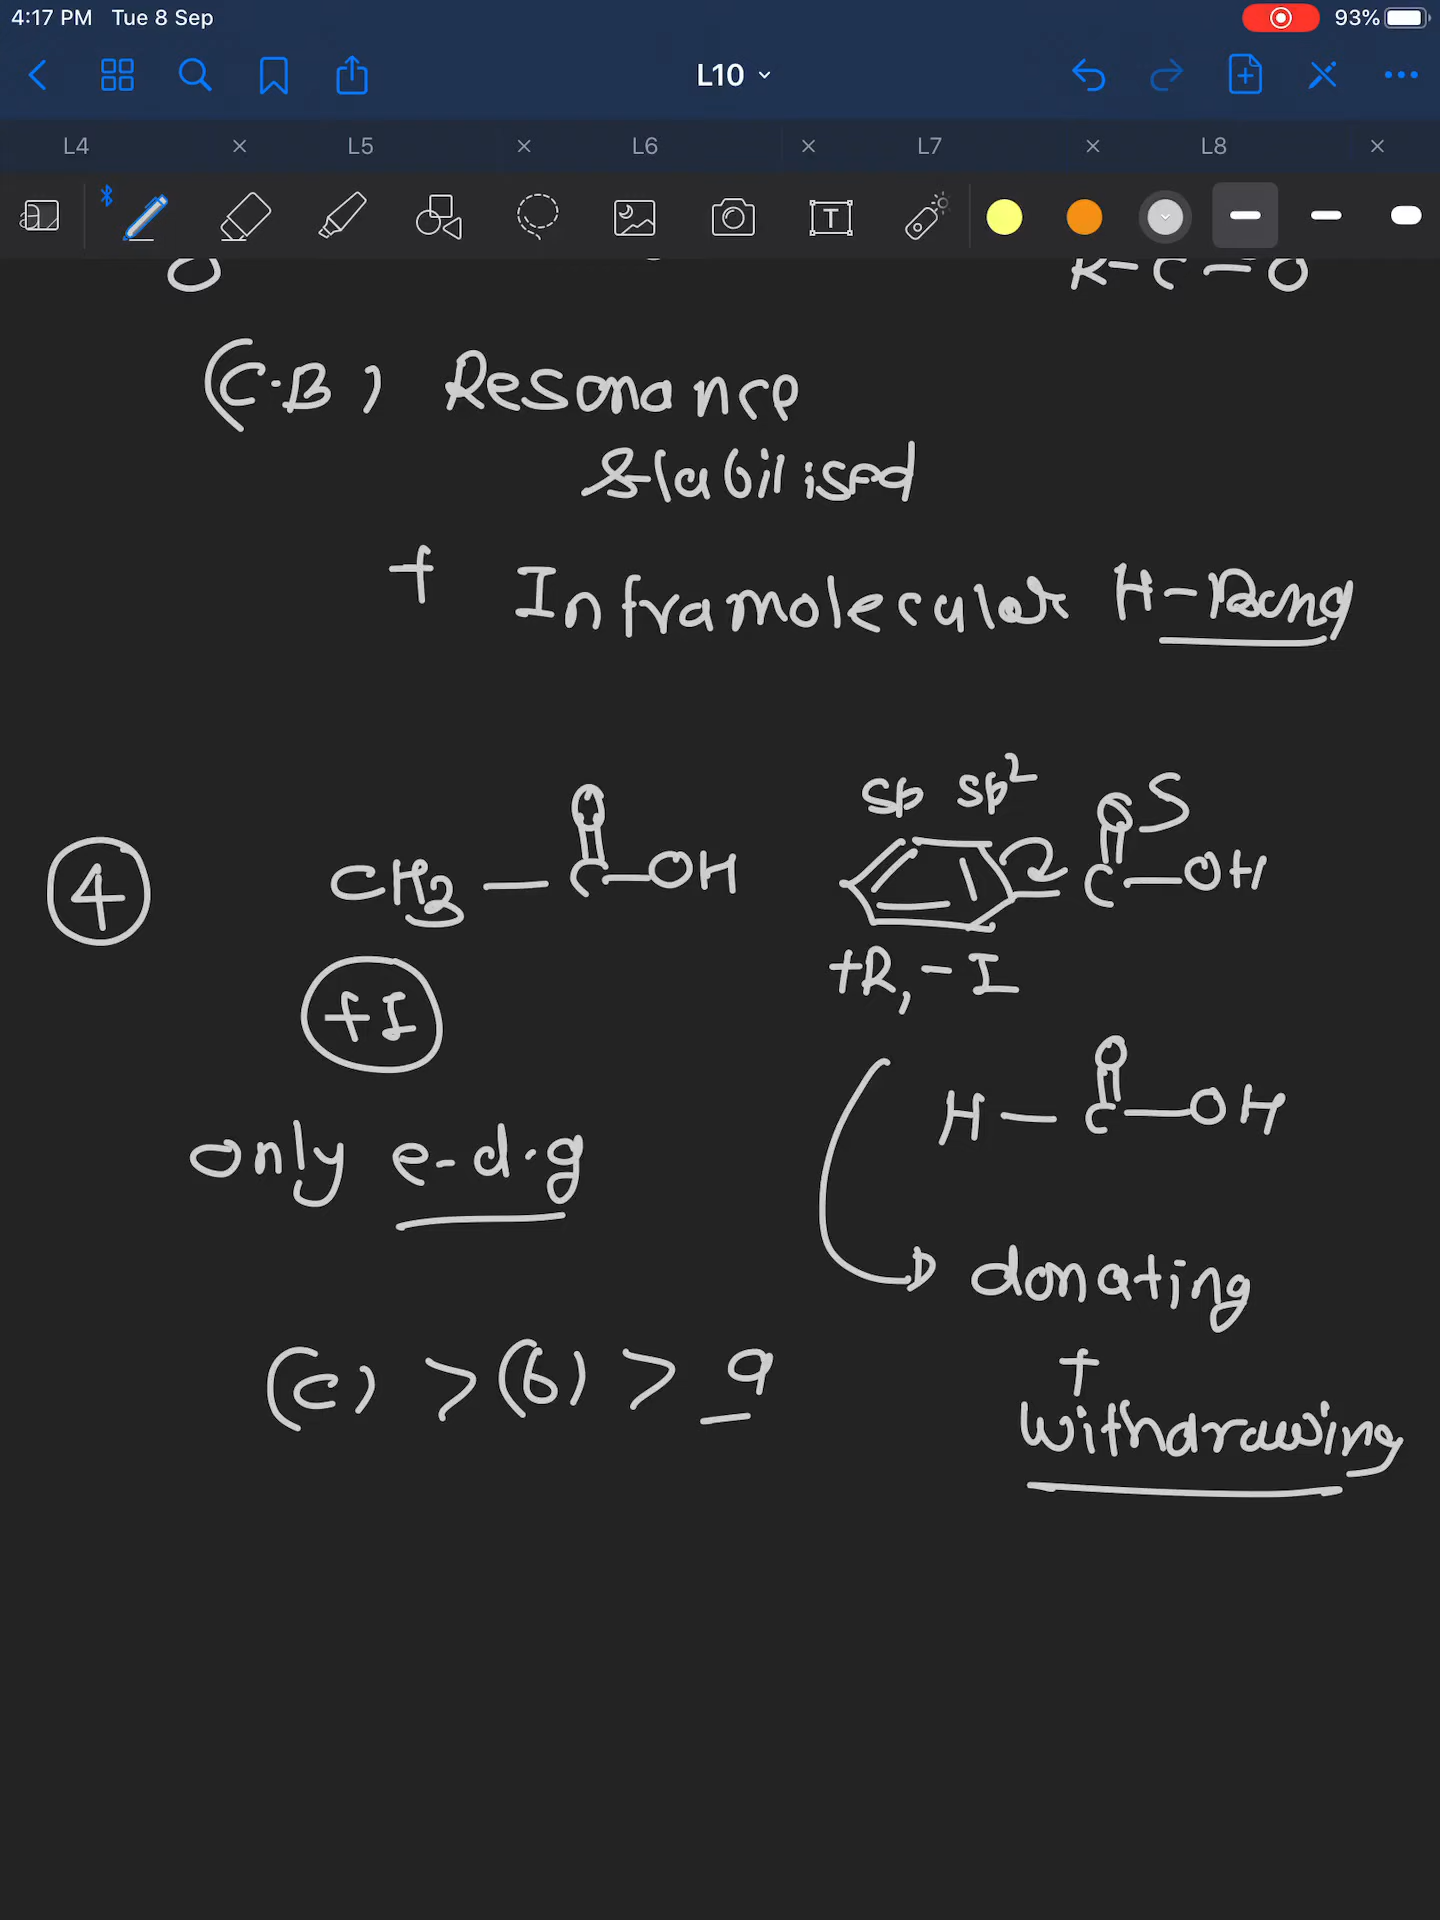 4:17 PM Tue 8 Sep 93%
L10
L4 × L5 × L6 × L7 × L8 ×
a T
R-C-O
(C·B) Resonance
stabilised
+ Intramolecular H-Bong
Sp Sp² S
④ CH3 — C — OH C — OH
O O
+I +R, -I
O
H — C — OH
only e-d.g
donating
(c) > (b) > a +
withdrawing